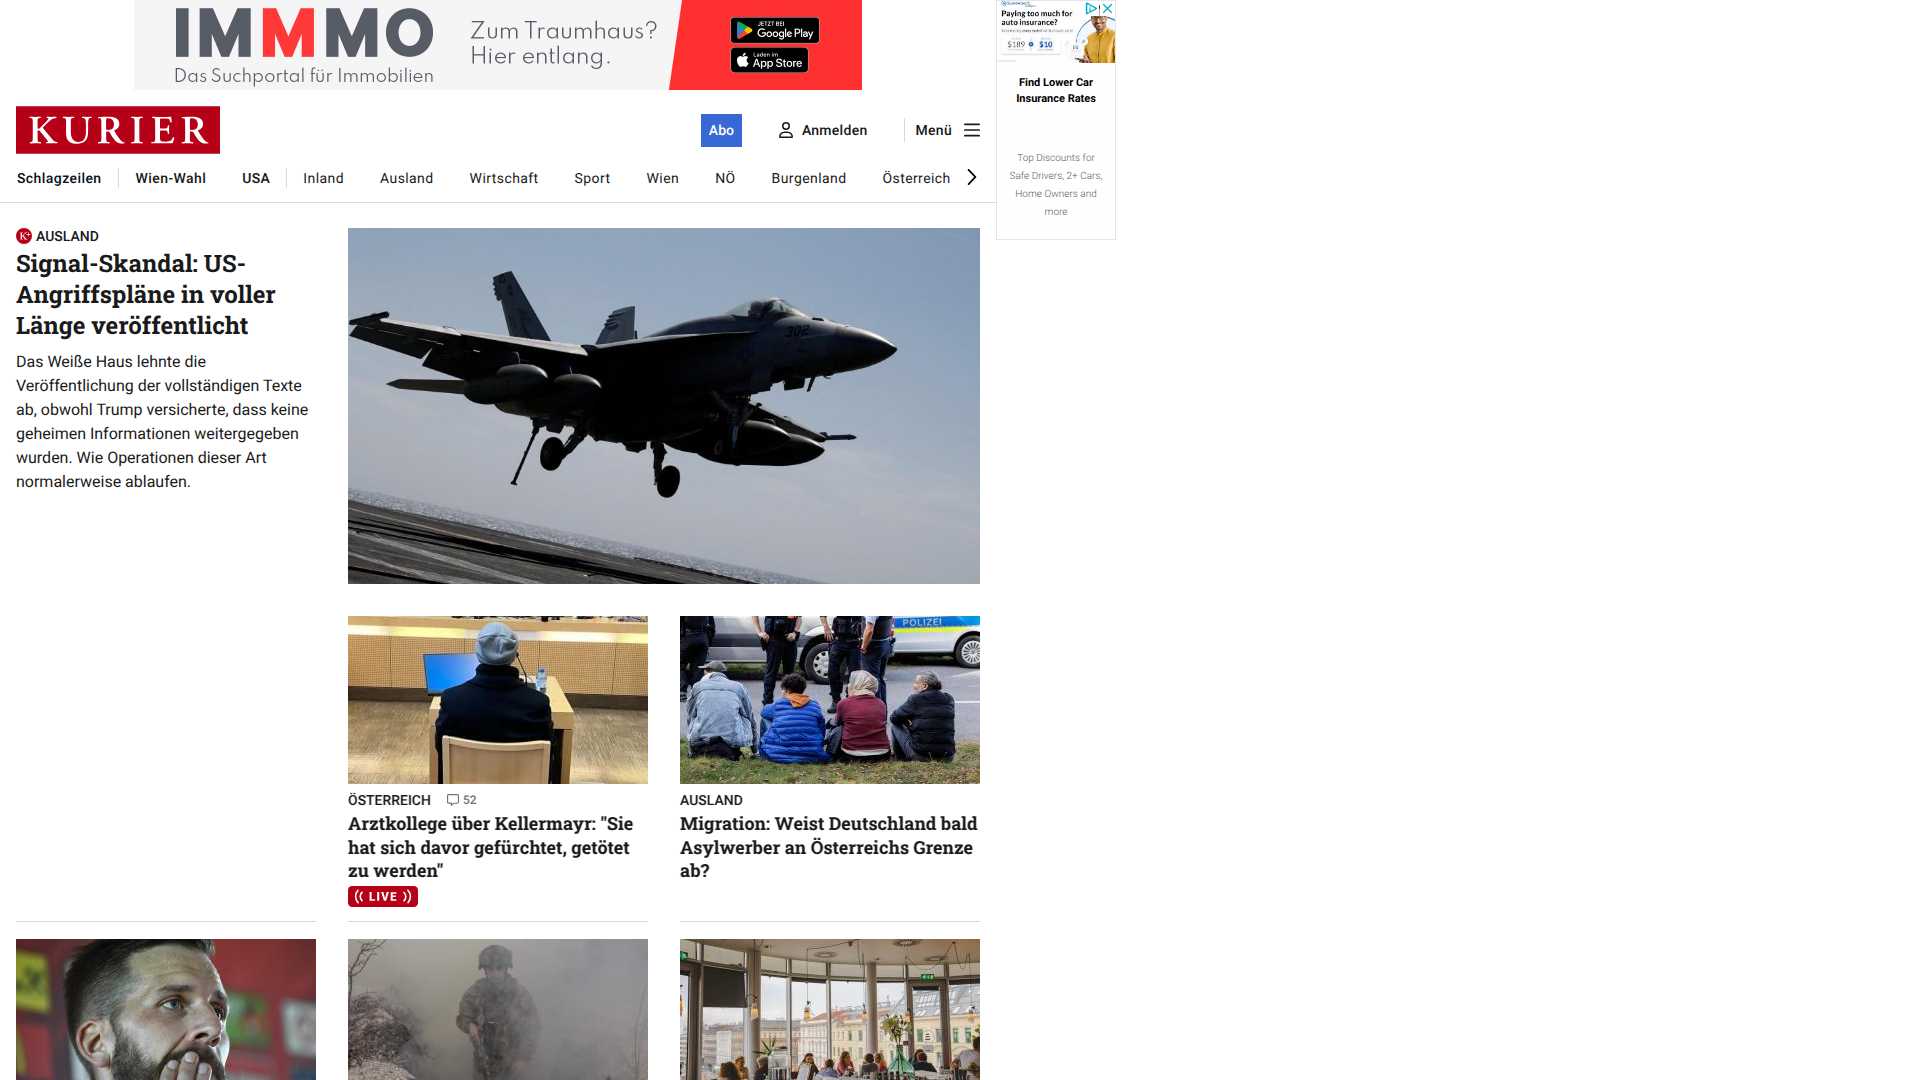 IMMMO
Das Suchportal für Immobilien
Zum Traumhaus?
Hier entlang.
JETZT BEI
Google Play
Laden im
App Store
Paying too much for
auto insurance?
$189
$10
Find Lower Car
Insurance Rates
Top Discounts for
Safe Drivers, 2+ Cars,
Home Owners and
more
KURIER
Abo
Anmelden
Menü
Schlagzeilen
Wien-Wahl
USA
Inland
Ausland
Wirtschaft
Sport
Wien
NÖ
Burgenland
Österreich
K+ AUSLAND
Signal-Skandal: US-
Angriffspläne in voller
Länge veröffentlicht
Das Weiße Haus lehnte die
Veröffentlichung der vollständigen Texte
ab, obwohl Trump versicherte, dass keine
geheimen Informationen weitergegeben
wurden. Wie Operationen dieser Art
normalerweise ablaufen.
302
POLIZEI
ÖSTERREICH 52
Arztkollege über Kellermayr: "Sie
hat sich davor gefürchtet, getötet
zu werden"
LIVE
AUSLAND
Migration: Weist Deutschland bald
Asylwerber an Österreichs Grenze
ab?